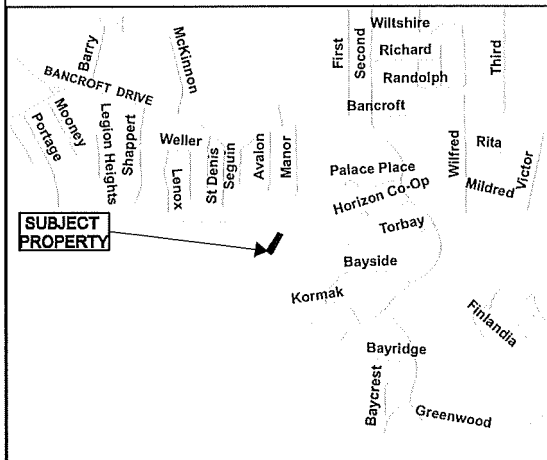 Wiltshire
First
Second
Richard
Third
Randolph
Bancroft
Barry
McKinnon
BANCROFT DRIVE
Mooney
Portage
Legion Heights
Shappert
Weller
Lenox
St Denis
Seguin
Avalon
Manor
Palace Place
Horizon Co-Op
Torbay
Wilfred
Rita
Mildred
Victor
SUBJECT
PROPERTY
Bayside
Kormak
Finlandia
Bayridge
Baycrest
Greenwood